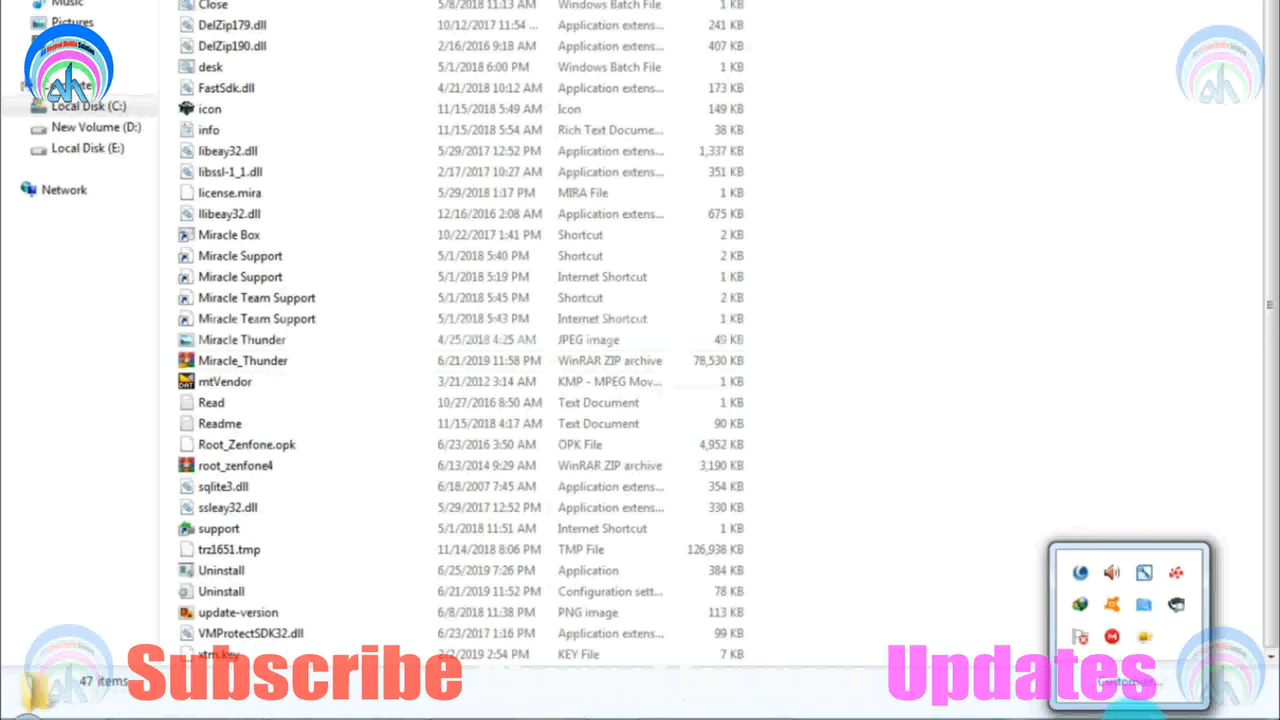 Music
Pictures
Local Disk (C:)
New Volume (D:)
Local Disk (E:)
Network
Close 5/8/2018 11:13 AM Windows Batch File 1 KB
DelZip179.dll 10/12/2017 11:54 ... Application extens... 241 KB
DelZip190.dll 2/16/2016 9:18 AM Application extens... 407 KB
desk 5/1/2018 6:00 PM Windows Batch File 1 KB
FastSdk.dll 4/21/2018 10:12 AM Application extens... 173 KB
icon 11/15/2018 5:49 AM Icon 149 KB
info 11/15/2018 5:54 AM Rich Text Docume... 38 KB
libeay32.dll 5/29/2017 12:52 PM Application extens... 1,337 KB
libssl-1_1.dll 2/17/2017 10:27 AM Application extens... 351 KB
license.mira 5/29/2018 1:17 PM MIRA File 1 KB
llibeay32.dll 12/16/2016 2:08 AM Application extens... 675 KB
Miracle Box 10/22/2017 1:41 PM Shortcut 2 KB
Miracle Support 5/1/2018 5:40 PM Shortcut 2 KB
Miracle Support 5/1/2018 5:19 PM Internet Shortcut 1 KB
Miracle Team Support 5/1/2018 5:45 PM Shortcut 2 KB
Miracle Team Support 5/1/2018 5:43 PM Internet Shortcut 1 KB
Miracle Thunder 4/25/2018 4:25 AM JPEG image 49 KB
Miracle_Thunder 6/21/2019 11:58 PM WinRAR ZIP archive 78,530 KB
mtVendor 3/21/2012 3:14 AM KMP - MPEG Mov... 1 KB
Read 10/27/2016 8:50 AM Text Document 1 KB
Readme 11/15/2018 4:17 AM Text Document 90 KB
Root_Zenfone.opk 6/23/2016 3:50 AM OPK File 4,952 KB
root_zenfone4 6/13/2014 9:29 AM WinRAR ZIP archive 3,190 KB
sqlite3.dll 6/18/2007 7:45 AM Application extens... 354 KB
ssleay32.dll 5/29/2017 12:52 PM Application extens... 330 KB
support 5/1/2018 11:51 AM Internet Shortcut 1 KB
trz1651.tmp 11/14/2018 8:06 PM TMP File 126,938 KB
Uninstall 6/25/2019 7:26 PM Application 384 KB
Uninstall 6/21/2019 11:52 PM Configuration sett... 78 KB
update-version 6/8/2018 11:38 PM PNG image 113 KB
VMProtectSDK32.dll 6/23/2017 1:16 PM Application extens... 99 KB
xtm.key 2/2/2019 2:54 PM KEY File 7 KB
47 items
Subscribe
Updates
Customize...